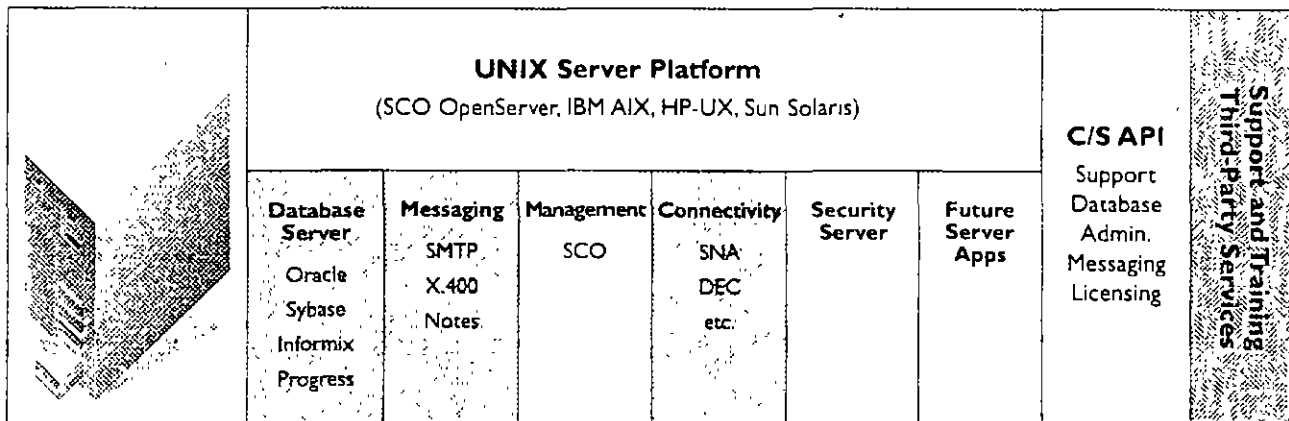 UNIX Server Platform
(SCO OpenServer, IBM AIX, HP-UX, Sun Solaris)
Database
Server
Oracle
Sybase
Informix
Progress
Messaging
SMTP
X.400
Notes
Management
SCO
Connectivity
SNA
DEC
etc.
Security
Server
Future
Server
Apps
C/S API
Support
Database
Admin.
Messaging
Licensing
Support and Training
Third-Party Services